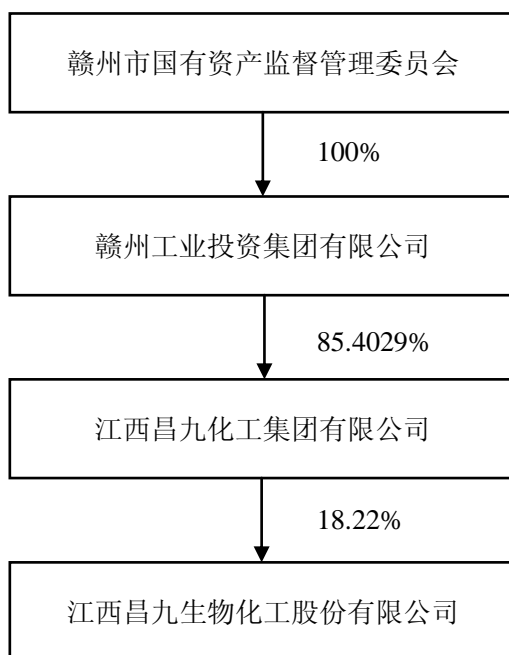 赣州市国有资产监督管理委员会
100%
赣州工业投资集团有限公司
85.4029%
江西昌九化工集团有限公司
18.22%
江西昌九生物化工股份有限公司